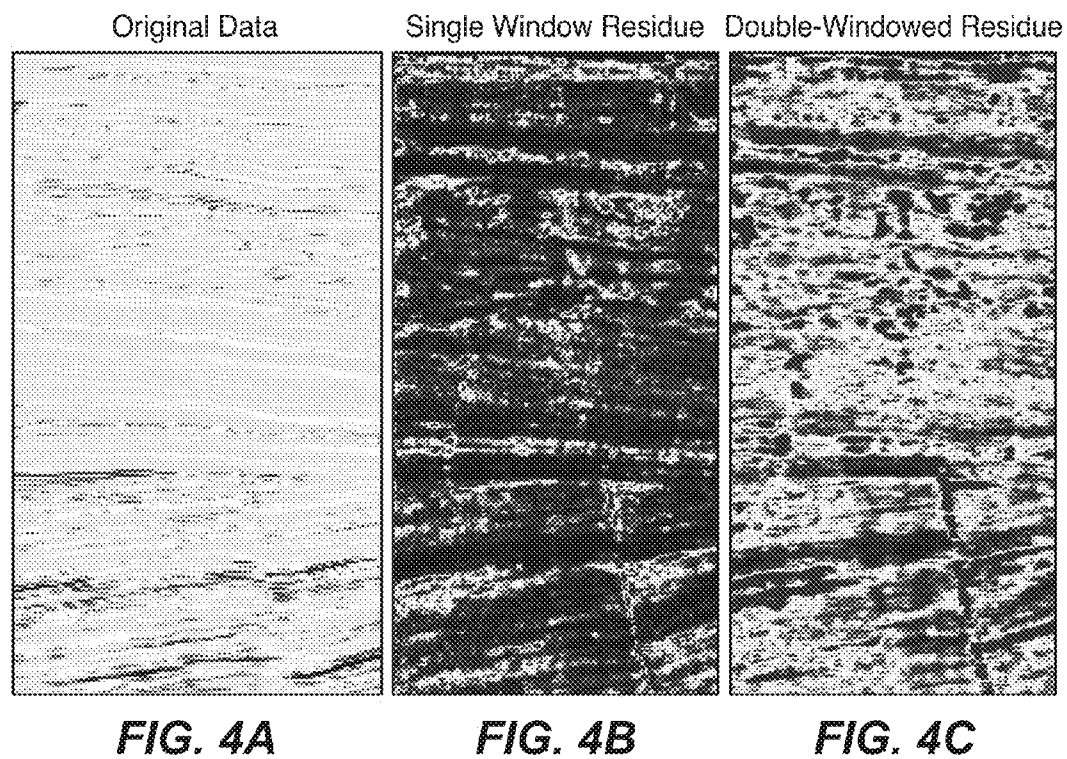 Original Data
Single Window Residue
Double-Windowed Residue
FIG. 4A
FIG. 4B
FIG. 4C